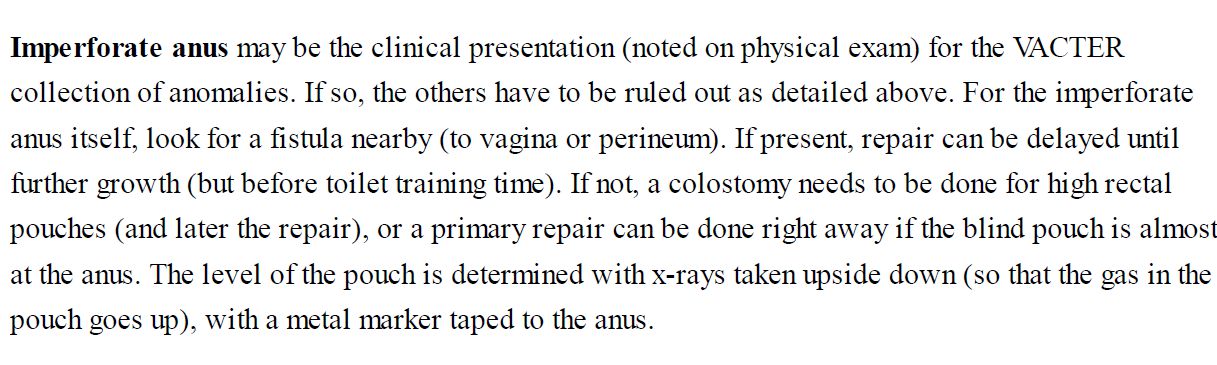 Imperforate anus may be the clinical presentation (noted on physical exam) for the VACTER
collection of anomalies. If so, the others have to be ruled out as detailed above. For the imperforate
anus itself, look for a fistula nearby (to vagina or perineum). If present, repair can be delayed until
further growth (but before toilet training time). If not, a colostomy needs to be done for high rectal
pouches (and later the repair), or a primary repair can be done right away if the blind pouch is almost
at the anus. The level of the pouch is determined with x-rays taken upside down (so that the gas in the
pouch goes up), with a metal marker taped to the anus.